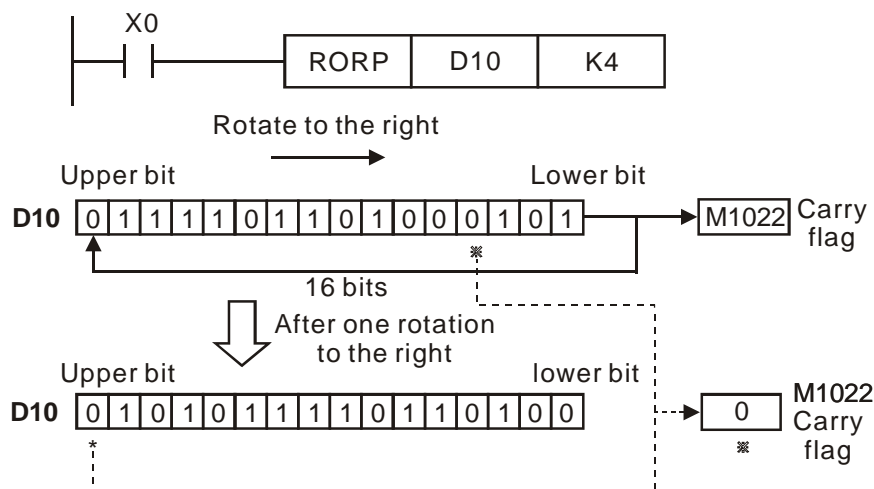 X0
RORP D10 K4
Rotate to the right
Upper bit Lower bit
D10 0 1 1 1 1 0 1 1 0 1 0 0 0 1 0 1 M1022 Carry
flag
※
16 bits
After one rotation
to the right
Upper bit lower bit
D10 0 1 0 1 0 1 1 1 1 0 1 1 0 1 0 0 0 M1022
Carry
flag
* ※